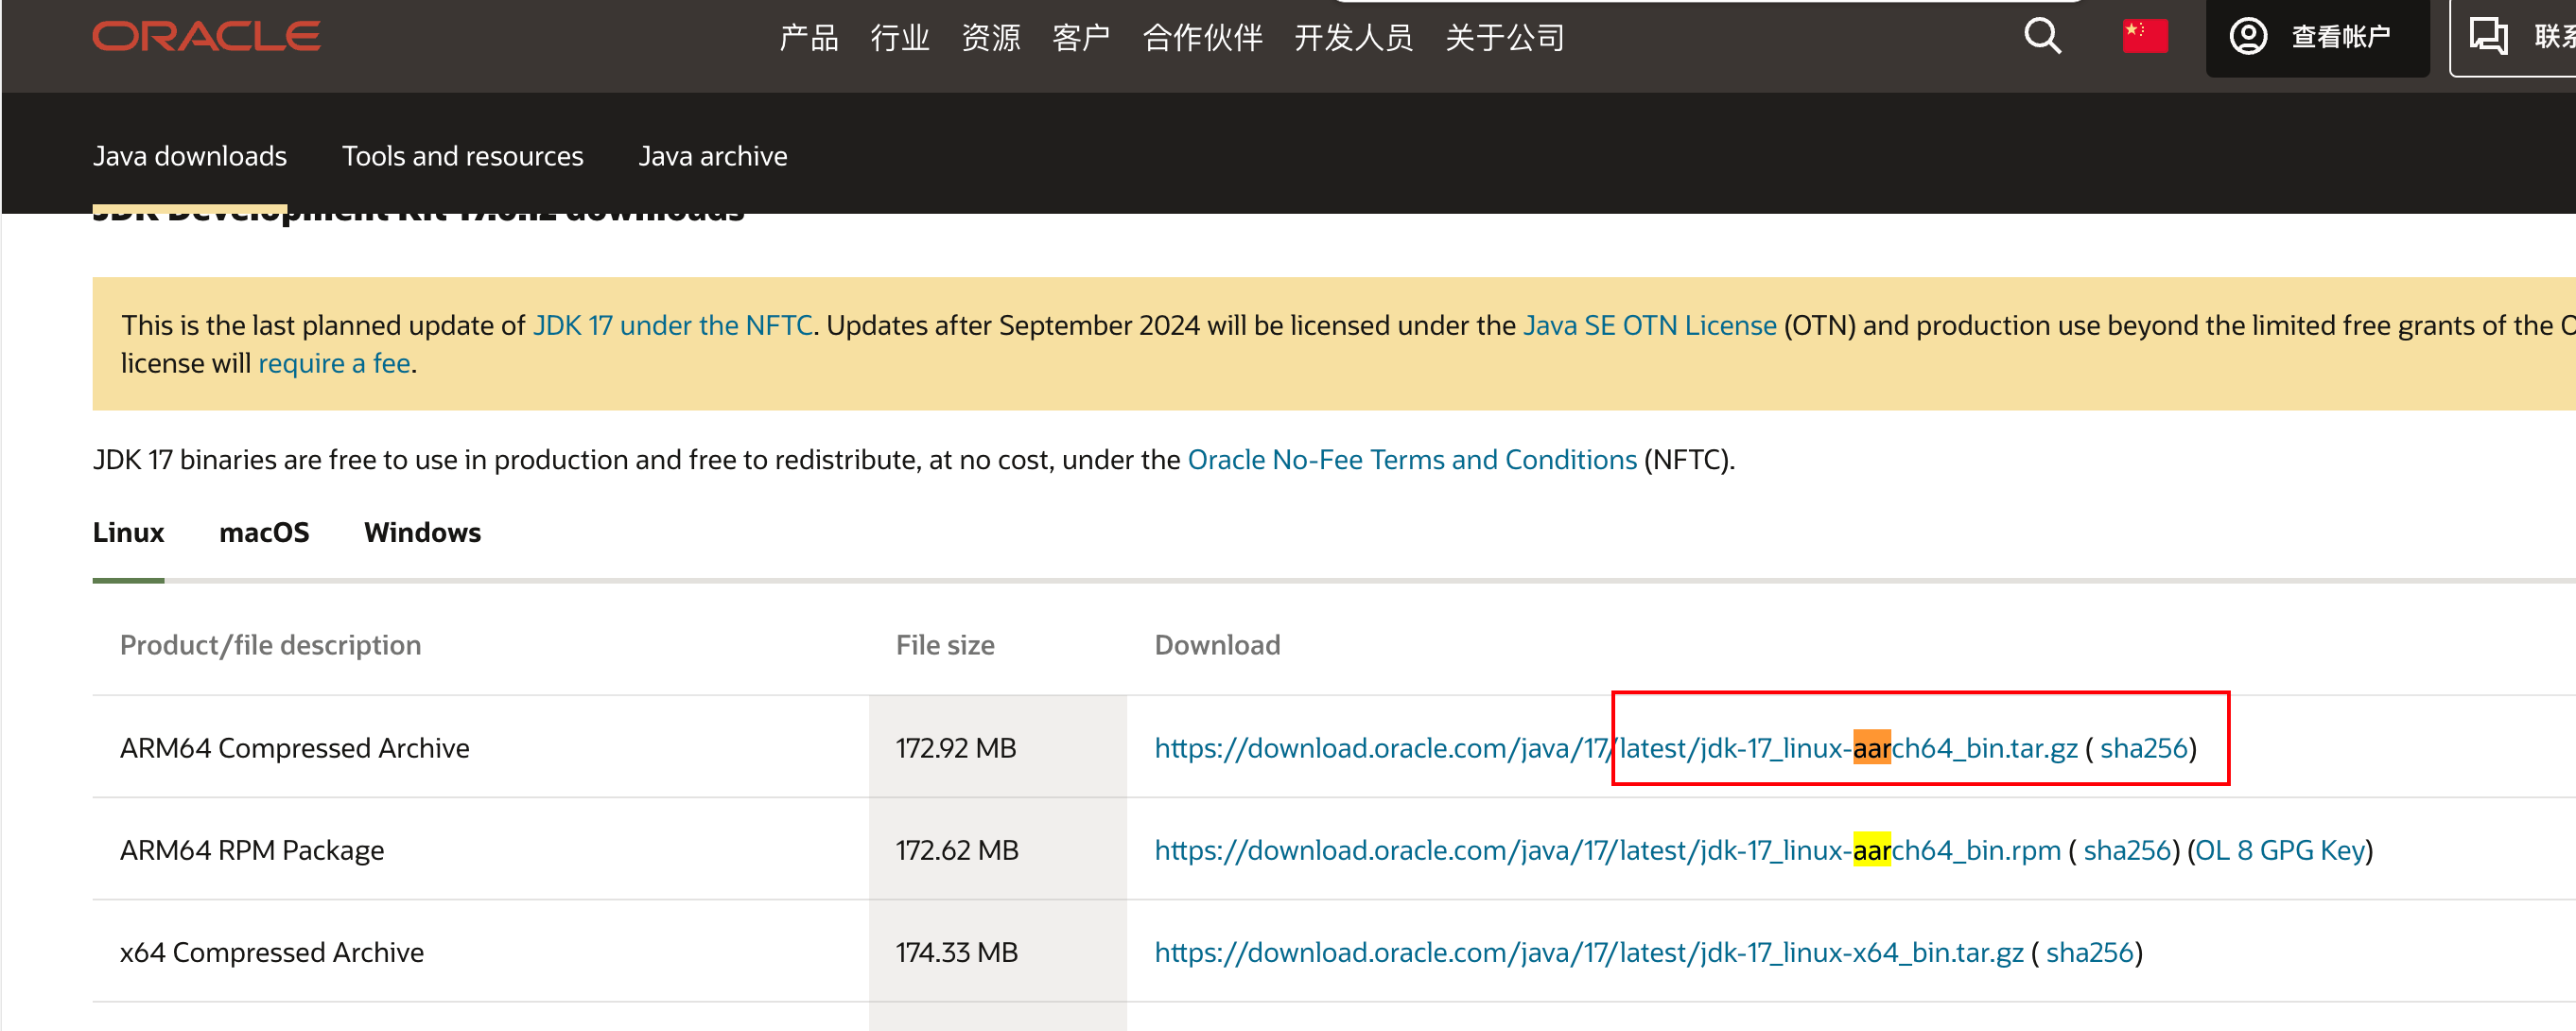 ORACLE
产品 行业 资源 客户 合作伙伴 开发人员 关于公司
查看帐户
联系
Java downloads Tools and resources Java archive
JDK Development Kit 17.0.12 downloads
This is the last planned update of JDK 17 under the NFTC. Updates after September 2024 will be licensed under the Java SE OTN License (OTN) and production use beyond the limited free grants of the O
license will require a fee.
JDK 17 binaries are free to use in production and free to redistribute, at no cost, under the Oracle No-Fee Terms and Conditions (NFTC).
Linux macOS Windows
Product/file description File size Download
ARM64 Compressed Archive 172.92 MB https://download.oracle.com/java/17/latest/jdk-17_linux-aarch64_bin.tar.gz ( sha256)
ARM64 RPM Package 172.62 MB https://download.oracle.com/java/17/latest/jdk-17_linux-aarch64_bin.rpm ( sha256) (OL 8 GPG Key)
x64 Compressed Archive 174.33 MB https://download.oracle.com/java/17/latest/jdk-17_linux-x64_bin.tar.gz ( sha256)